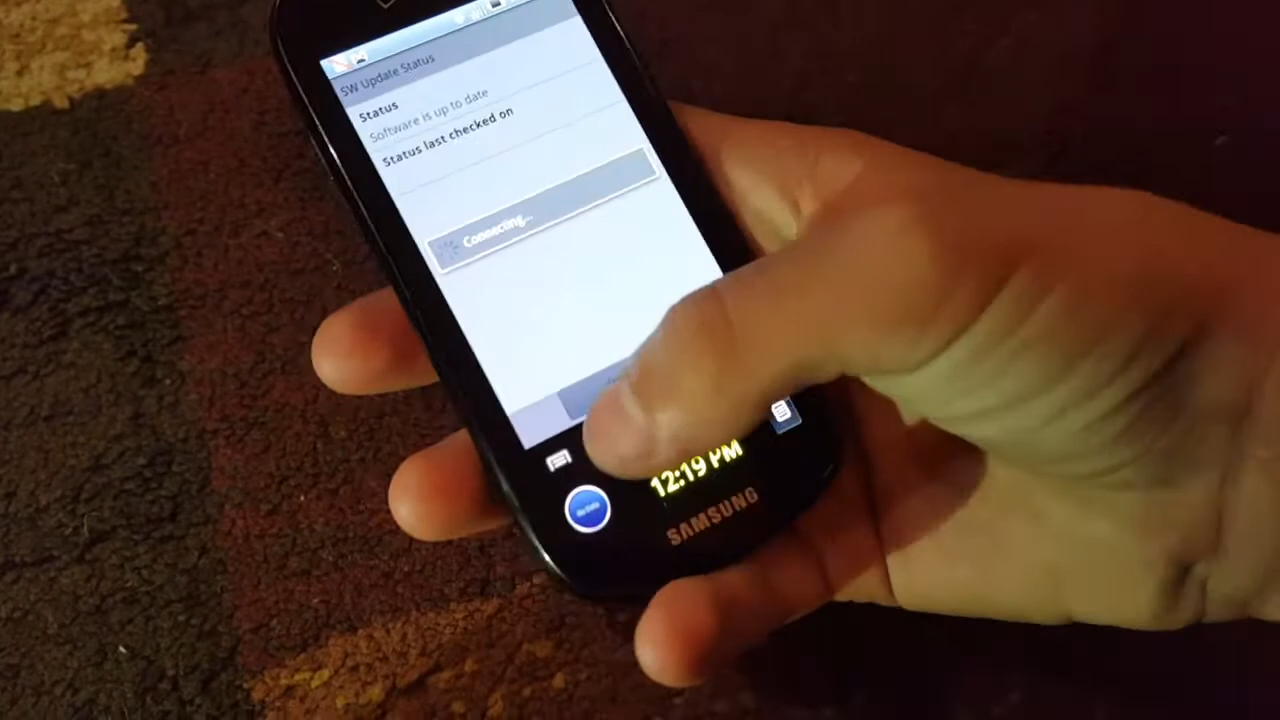 SW Update Status
Status
Software is up to date
Status last checked on
Connecting...
12:19 PM
SAMSUNG